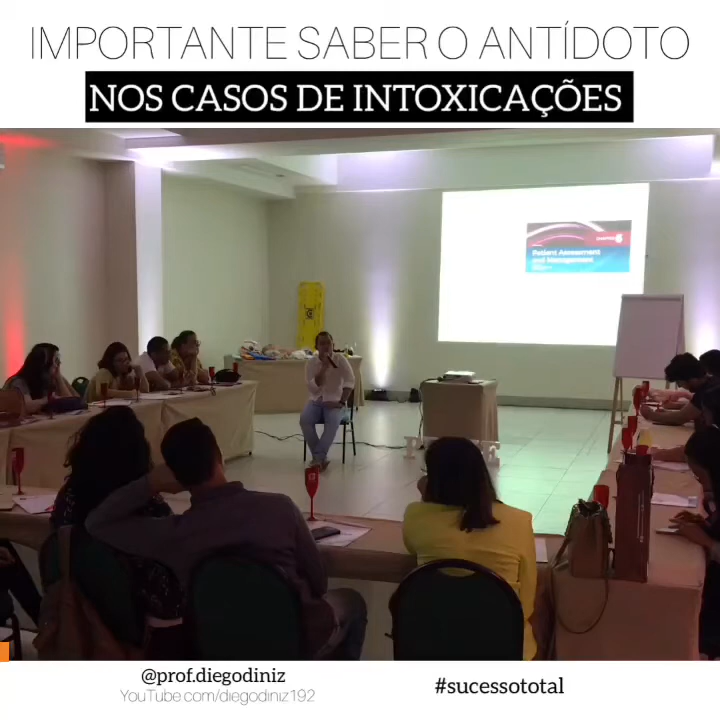 IMPORTANTE SABER O ANTÍDOTO
NOS CASOS DE INTOXICAÇÕES
Patient Assessment
and Management
@prof.diegodiniz
YouTube.com/diegodiniz192
#sucessototal